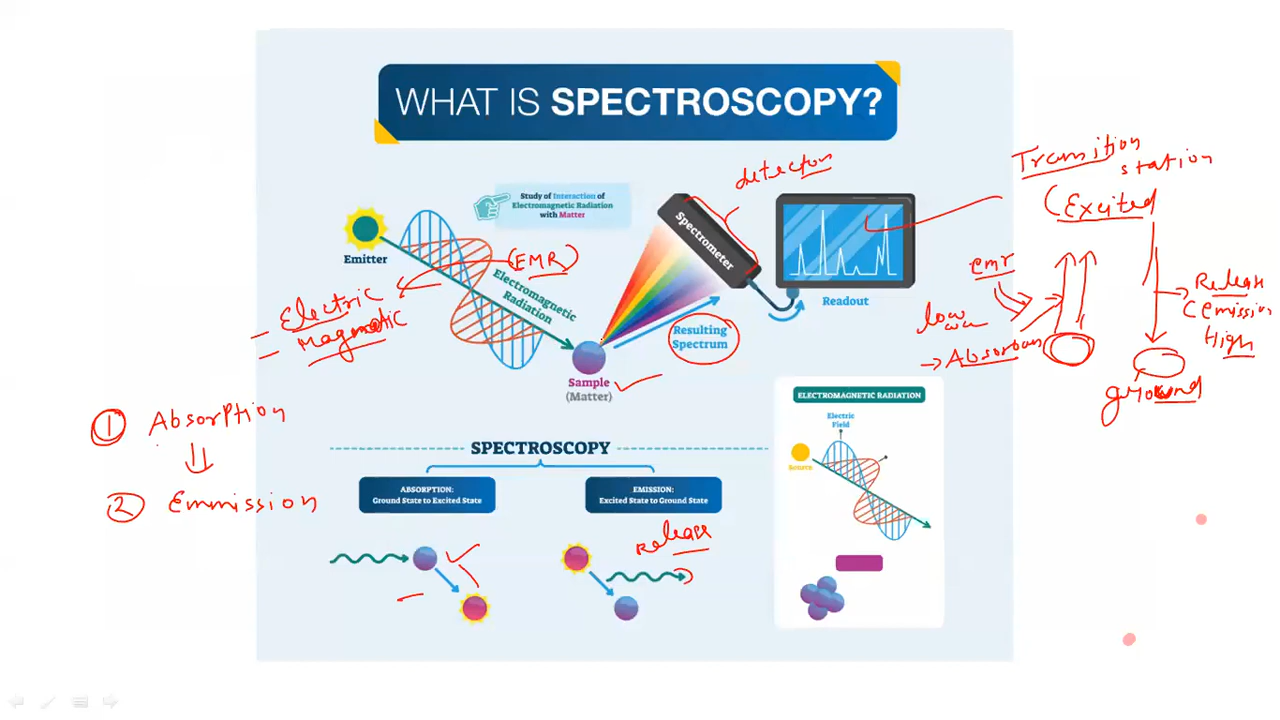 WHAT IS SPECTROSCOPY?
Study of Interaction of
Electromagnetic Radiation
with Matter
Emitter
Electromagnetic
Radiation
(EMR)
- Electric
- Magnetic
Sample
(Matter)
Resulting
Spectrum
Spectrometer
detector
Readout
Transition
station
(Excited
emr
low
→ Absorban
→ Release
(Emission
High
ground
① Absorption
② Emmission
SPECTROSCOPY
ABSORPTION:
Ground State to Excited State
EMISSION:
Excited State to Ground State
Release
ELECTROMAGNETIC RADIATION
Electric
Field